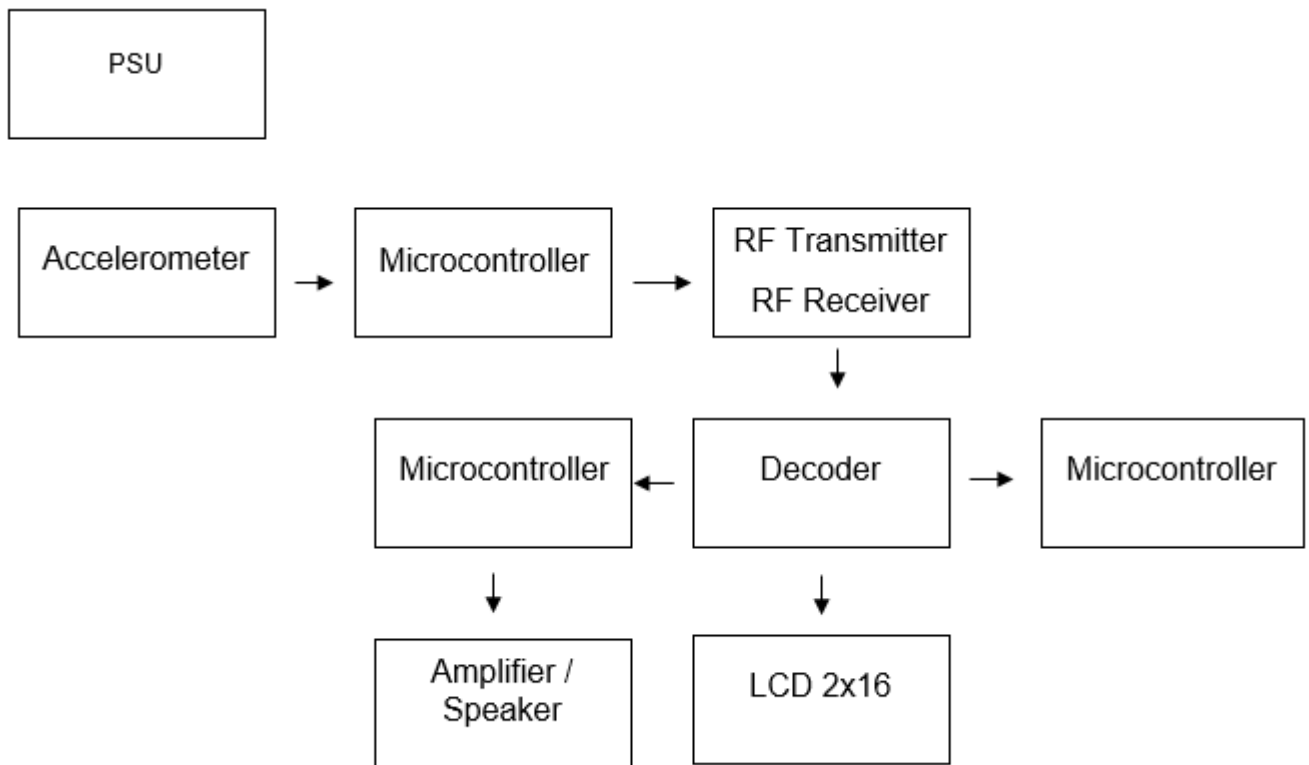 PSU
Accelerometer
Microcontroller
RF Transmitter
RF Receiver
Microcontroller
Decoder
Microcontroller
Amplifier /
Speaker
LCD 2x16